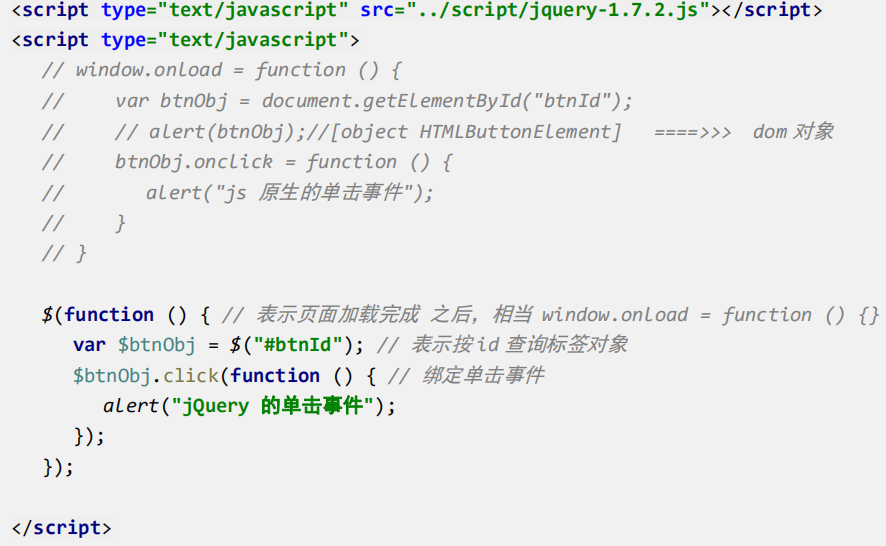 <script type="text/javascript" src="../script/jquery-1.7.2.js"></script>
<script type="text/javascript">
// window.onload = function () {
//     var btnObj = document.getElementById("btnId");
//     // alert(btnObj);//[object HTMLButtonElement]   ====>>>  dom 对象
//     btnObj.onclick = function () {
//        alert("js 原生的单击事件");
//     }
// }
$(function () { // 表示页面加载完成 之后，相当 window.onload = function () {}
var $btnObj = $("#btnId"); // 表示按 id 查询标签对象
$btnObj.click(function () { // 绑定单击事件
alert("jQuery 的单击事件");
});
});
</script>